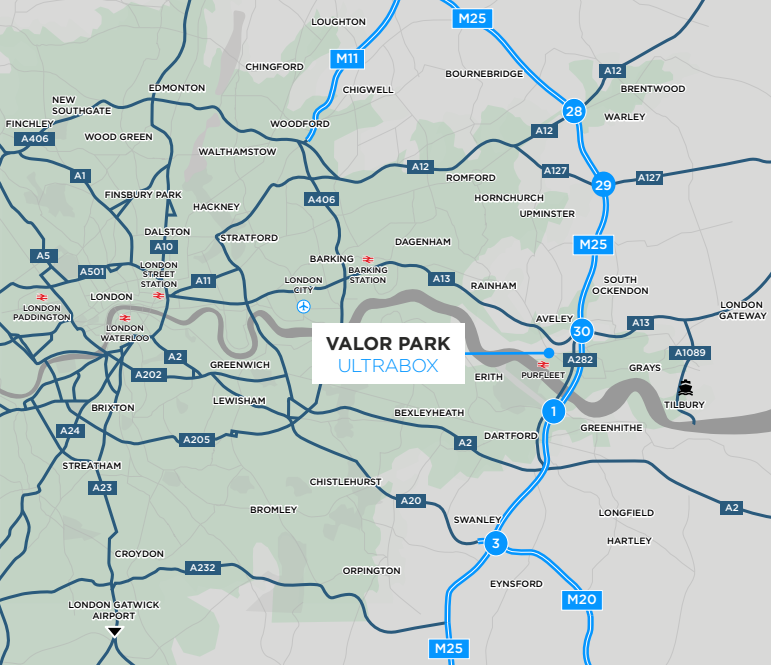 LOUGHTON
M25
M11
CHINGFORD
A12
BOURNEBRIDGE
EDMONTON
CHIGWELL
BRENTWOOD
NEW
SOUTHGATE
28
WARLEY
FINCHLEY
WOODFORD
A406
WOOD GREEN
A12
WALTHAMSTOW
A12
A127
A1
ROMFORD
A127
29
FINSBURY PARK
A406
HORNCHURCH
HACKNEY
UPMINSTER
DALSTON
STRATFORD
DAGENHAM
M25
A10
A5
BARKING
LONDON
STREET
STATION
A501
BARKING
STATION
A11
LONDON
CITY
A13
RAINHAM
SOUTH
OCKENDON
LONDON
LONDON
PADDINGTON
LONDON
GATEWAY
AVELEY
A13
LONDON
WATERLOO
30
VALOR PARK
ULTRABOX
A2
A1089
A282
GREENWICH
GRAYS
A202
ERITH
PURFLEET
LEWISHAM
TILBURY
BRIXTON
BEXLEYHEATH
1
A24
GREENHITHE
A205
A2
DARTFORD
STREATHAM
CHISTLEHURST
A23
A20
BROMLEY
A2
SWANLEY
LONGFIELD
3
HARTLEY
CROYDON
A232
ORPINGTON
EYNSFORD
M20
LONDON GATWICK
AIRPORT
M25